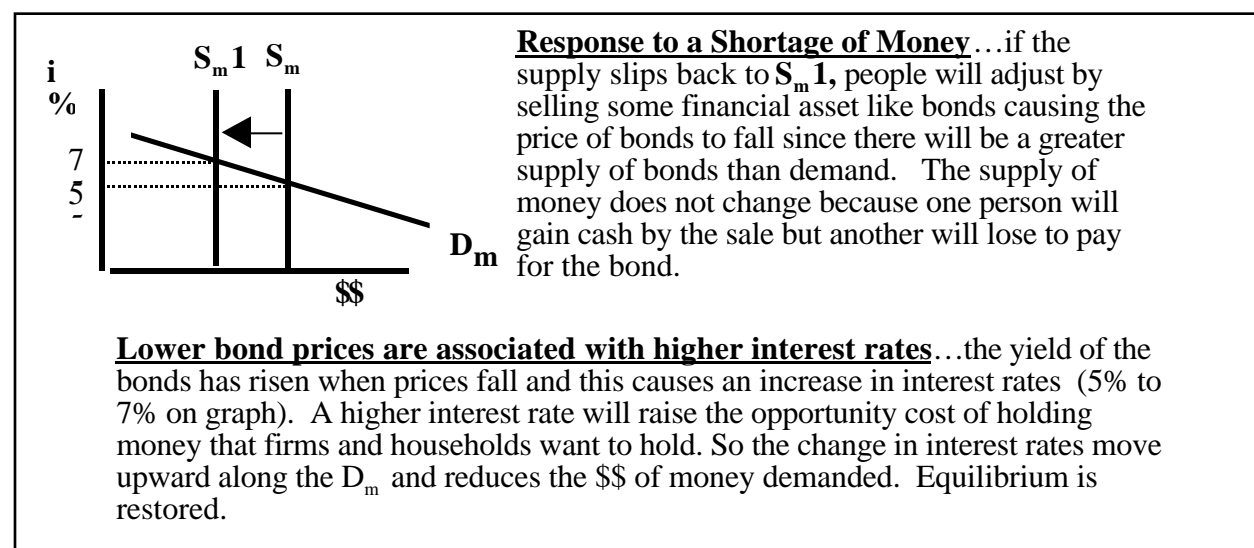 S_m 1 S_m
i
%
7
5
D_m
$$
Response to a Shortage of Money…if the
supply slips back to S_m 1, people will adjust by
selling some financial asset like bonds causing the
price of bonds to fall since there will be a greater
supply of bonds than demand. The supply of
money does not change because one person will
gain cash by the sale but another will lose to pay
for the bond.
Lower bond prices are associated with higher interest rates…the yield of the
bonds has risen when prices fall and this causes an increase in interest rates (5% to
7% on graph). A higher interest rate will raise the opportunity cost of holding
money that firms and households want to hold. So the change in interest rates move
upward along the D_m and reduces the $$ of money demanded. Equilibrium is
restored.